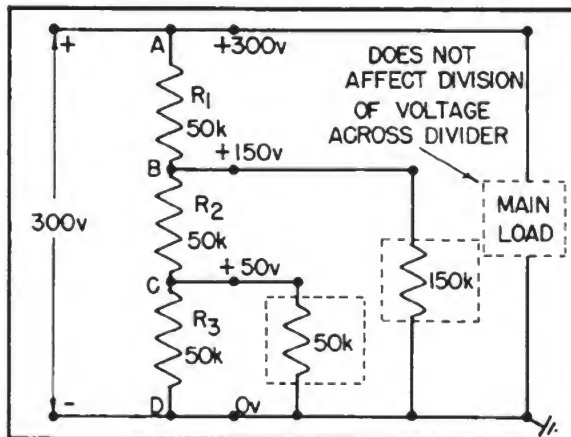 + A +300v
DOES NOT
AFFECT DIVISION
OF VOLTAGE
ACROSS DIVIDER
R1
50k
+150v
B
R2
50k
300v
MAIN
LOAD
+50v
C
150k
R3
50k
50k
- D 0v